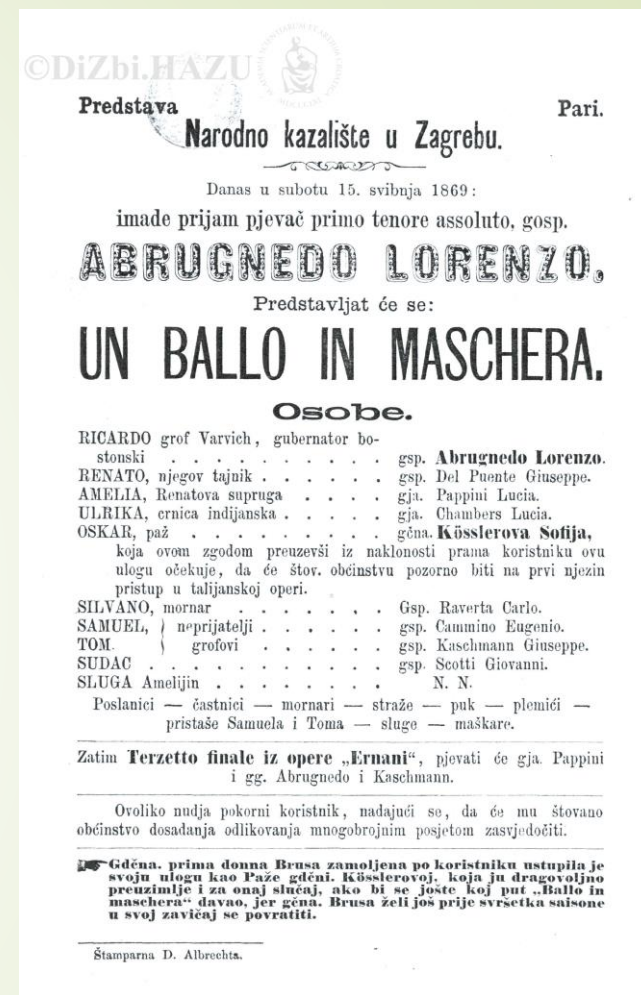 ©DiZbi.HAZU
Predstava Pari.
Narodno kazalište u Zagrebu.
Danas u subotu 15. svibnja 1869:
imade prijam pjevač primo tenore assoluto, gosp.
ABRUGNEDO LORENZO,
Predstavljat će se:
UN BALLO IN MASCHERA.
Osobe.
RICARDO grof Varvich, gubernator bo-
stonski . . . . . . . . . . gsp. Abrugnedo Lorenzo.
RENATO, njegov tajnik . . . . . . gsp. Del Puente Giuseppe.
AMELIA, Renatova supruga . . . . gja. Pappini Lucia.
ULRIKA, crnica indijanska . . . . . gja. Chambers Lucia.
OSKAR, paž . . . . . . . . . gčna. Kösslerova Sofija,
koja ovom zgodom preuzevši iz naklonosti prama koristniku ovu
ulogu očekuje, da će štov. občinstvu pozorno biti na prvi njezin
pristup u talijanskoj operi.
SILVANO, mornar . . . . . . . Gsp. Raverta Carlo.
SAMUEL, } neprijatelji . . . . . . gsp. Cammino Eugenio.
TOM. } grofovi . . . . . . gsp. Kaschmann Giuseppe.
SUDAC . . . . . . . . . . . gsp. Scotti Giovanni.
SLUGA Amelijin . . . . . . . . N. N.
Poslanici — častnici — mornari — straže — puk — plemići —
pristaše Samuela i Toma — sluge — maškare.
Zatim Terzetto finale iz opere „Ernani“, pjevati će gja. Pappini
i gg. Abrugnedo i Kaschmann.
Ovoliko nudja pokorni koristnik, nadajući se, da će mu štovano
občinstvo dosadanja odlikovanja mnogobrojnim posjetom zasvjedočiti.
Gdčna. prima donna Brusa zamoljena po koristniku ustupila je
svoju ulogu kao Paže gdčni. Kösslerovoj, koja ju dragovoljno
preuzimlje i za onaj slučaj, ako bi se jošte koj put „Ballo in
maschera“ davao, jer gčna. Brusa želi još prije svršetka saisone
u svoj zavičaj se povratiti.
Štamparna D. Albrechta.